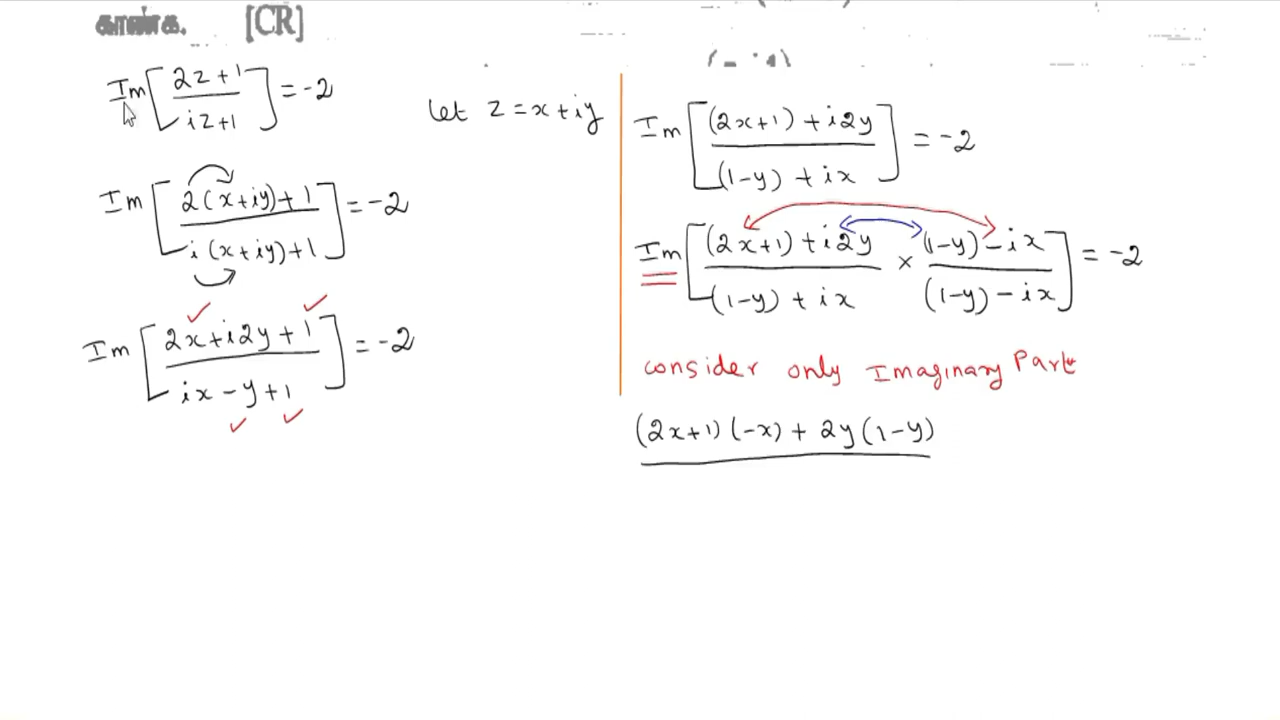 காண்க. [CR]
Im[(2z+1)/(iz+1)] = -2
let z = x+iy
Im[(2(x+iy)+1)/(i(x+iy)+1)] = -2
Im[(2x+i2y+1)/(ix-y+1)] = -2
Im[((2x+1)+i2y)/((1-y)+ix)] = -2
Im[((2x+1)+i2y)/((1-y)+ix) × ((1-y)-ix)/((1-y)-ix)] = -2
consider only Imaginary Part
(2x+1)(-x) + 2y(1-y)